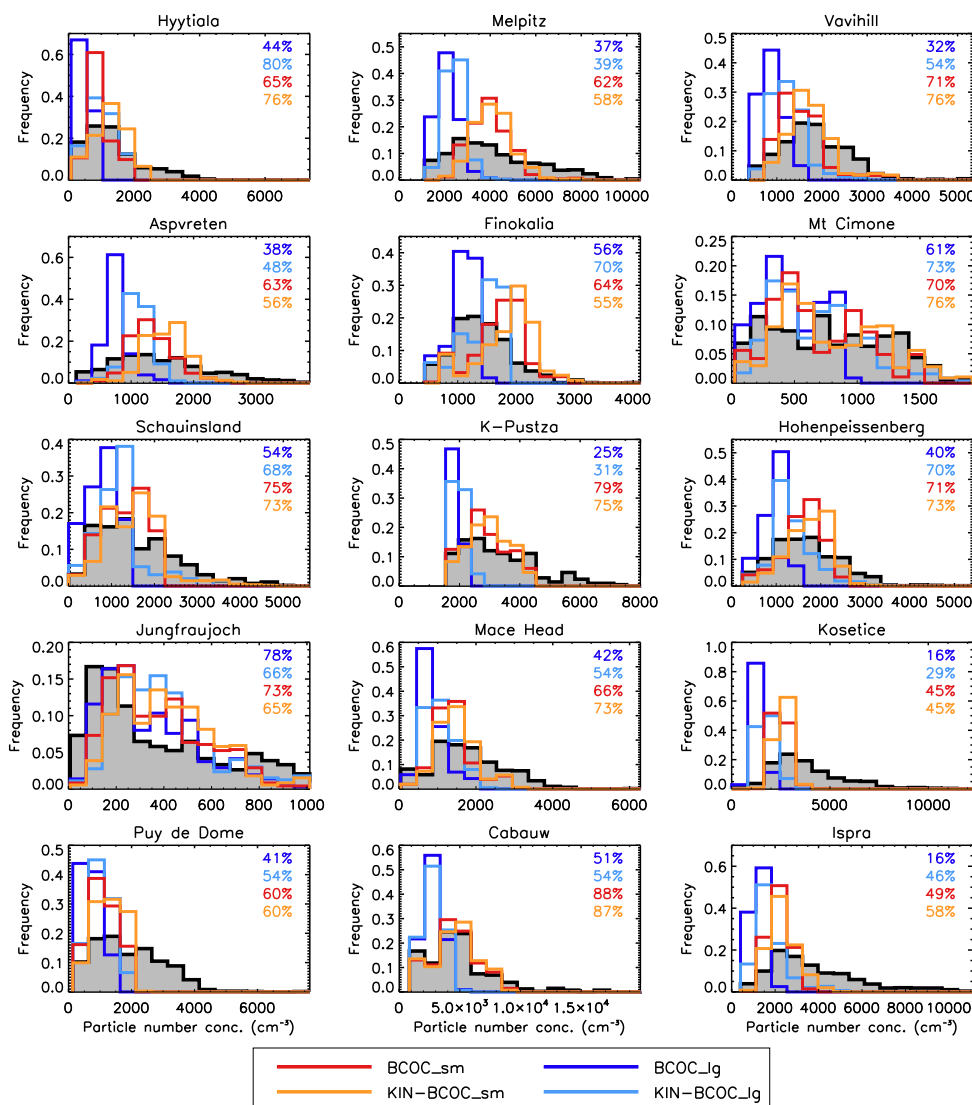 Hyytiala
Frequency
0.6
0.4
0.2
0.0
0 2000 4000 6000
44%
80%
65%
76%
Melpitz
Frequency
0.6
0.5
0.4
0.3
0.2
0.1
0.0
0 2000 4000 6000 8000 10000
37%
39%
62%
58%
Vavihill
Frequency
0.5
0.4
0.3
0.2
0.1
0.0
0 1000 2000 3000 4000 5000
32%
54%
71%
76%
Aspvreten
Frequency
0.6
0.4
0.2
0.0
0 1000 2000 3000
38%
48%
63%
56%
Finokalia
Frequency
0.4
0.3
0.2
0.1
0.0
0 1000 2000 3000 4000
56%
70%
64%
55%
Mt Cimone
Frequency
0.25
0.20
0.15
0.10
0.05
0.00
0 500 1000 1500
61%
73%
70%
76%
Schauinsland
Frequency
0.4
0.3
0.2
0.1
0.0
0 1000 2000 3000 4000 5000
54%
68%
75%
73%
K-Pustza
Frequency
0.5
0.4
0.3
0.2
0.1
0.0
0 2000 4000 6000 8000
25%
31%
79%
75%
Hohenpeissenberg
Frequency
0.5
0.4
0.3
0.2
0.1
0.0
0 1000 2000 3000 4000 5000
40%
70%
71%
73%
Jungfraujoch
Frequency
0.20
0.15
0.10
0.05
0.00
0 200 400 600 800 1000
78%
66%
73%
65%
Mace Head
Frequency
0.6
0.5
0.4
0.3
0.2
0.1
0.0
0 2000 4000 6000
42%
54%
66%
73%
Kosetice
Frequency
1.0
0.8
0.6
0.4
0.2
0.0
0 5000 10000
16%
29%
45%
45%
Puy de Dome
Frequency
0.5
0.4
0.3
0.2
0.1
0.0
0 2000 4000 6000
Particle number conc. (cm⁻³)
41%
54%
60%
60%
Cabauw
Frequency
0.6
0.5
0.4
0.3
0.2
0.1
0.0
0 5.0×10³ 1.0×10⁴ 1.5×10⁴
Particle number conc. (cm⁻³)
51%
54%
88%
87%
Ispra
Frequency
0.6
0.4
0.2
0.0
0 2000 4000 6000 8000 10000
Particle number conc. (cm⁻³)
16%
46%
49%
58%
BCOC_sm BCOC_lg
KIN-BCOC_sm KIN-BCOC_lg